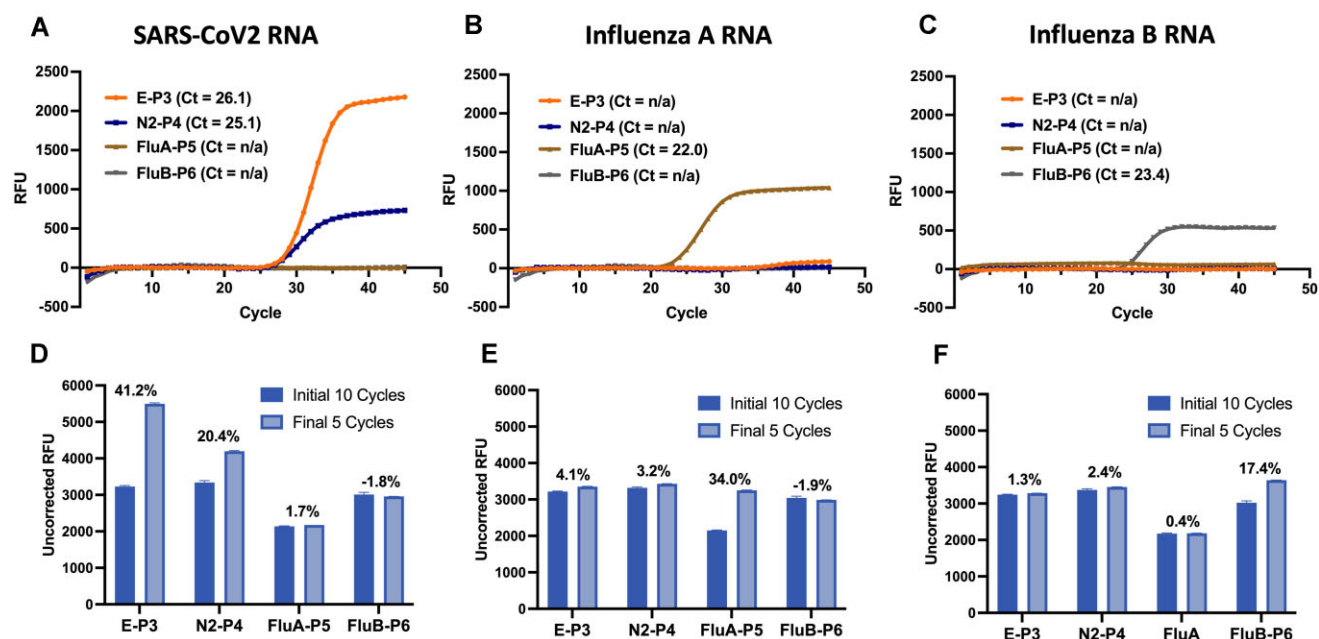 A
SARS-CoV2 RNA
2500
2000
1500
1000
500
0
-500
RFU
E-P3 (Ct = 26.1)
N2-P4 (Ct = 25.1)
FluA-P5 (Ct = n/a)
FluB-P6 (Ct = n/a)
10
20
30
40
50
Cycle
B
Influenza A RNA
2500
2000
1500
1000
500
0
-500
E-P3 (Ct = n/a)
N2-P4 (Ct = n/a)
FluA-P5 (Ct = 22.0)
FluB-P6 (Ct = n/a)
10
20
30
40
50
Cycle
C
Influenza B RNA
2500
2000
1500
1000
500
0
-500
E-P3 (Ct = n/a)
N2-P4 (Ct = n/a)
FluA-P5 (Ct = n/a)
FluB-P6 (Ct = 23.4)
10
20
30
40
50
Cycle
D
6000
5000
4000
3000
2000
1000
0
Uncorrected RFU
Initial 10 Cycles
Final 5 Cycles
41.2%
20.4%
1.7%
-1.8%
E-P3
N2-P4
FluA-P5
FluB-P6
E
6000
5000
4000
3000
2000
1000
0
Uncorrected RFU
Initial 10 Cycles
Final 5 Cycles
4.1%
3.2%
34.0%
-1.9%
E-P3
N2-P4
FluA-P5
FluB-P6
F
6000
5000
4000
3000
2000
1000
0
Uncorrected RFU
Initial 10 Cycles
Final 5 Cycles
1.3%
2.4%
0.4%
17.4%
E-P3
N2-P4
FluA
FluB-P6